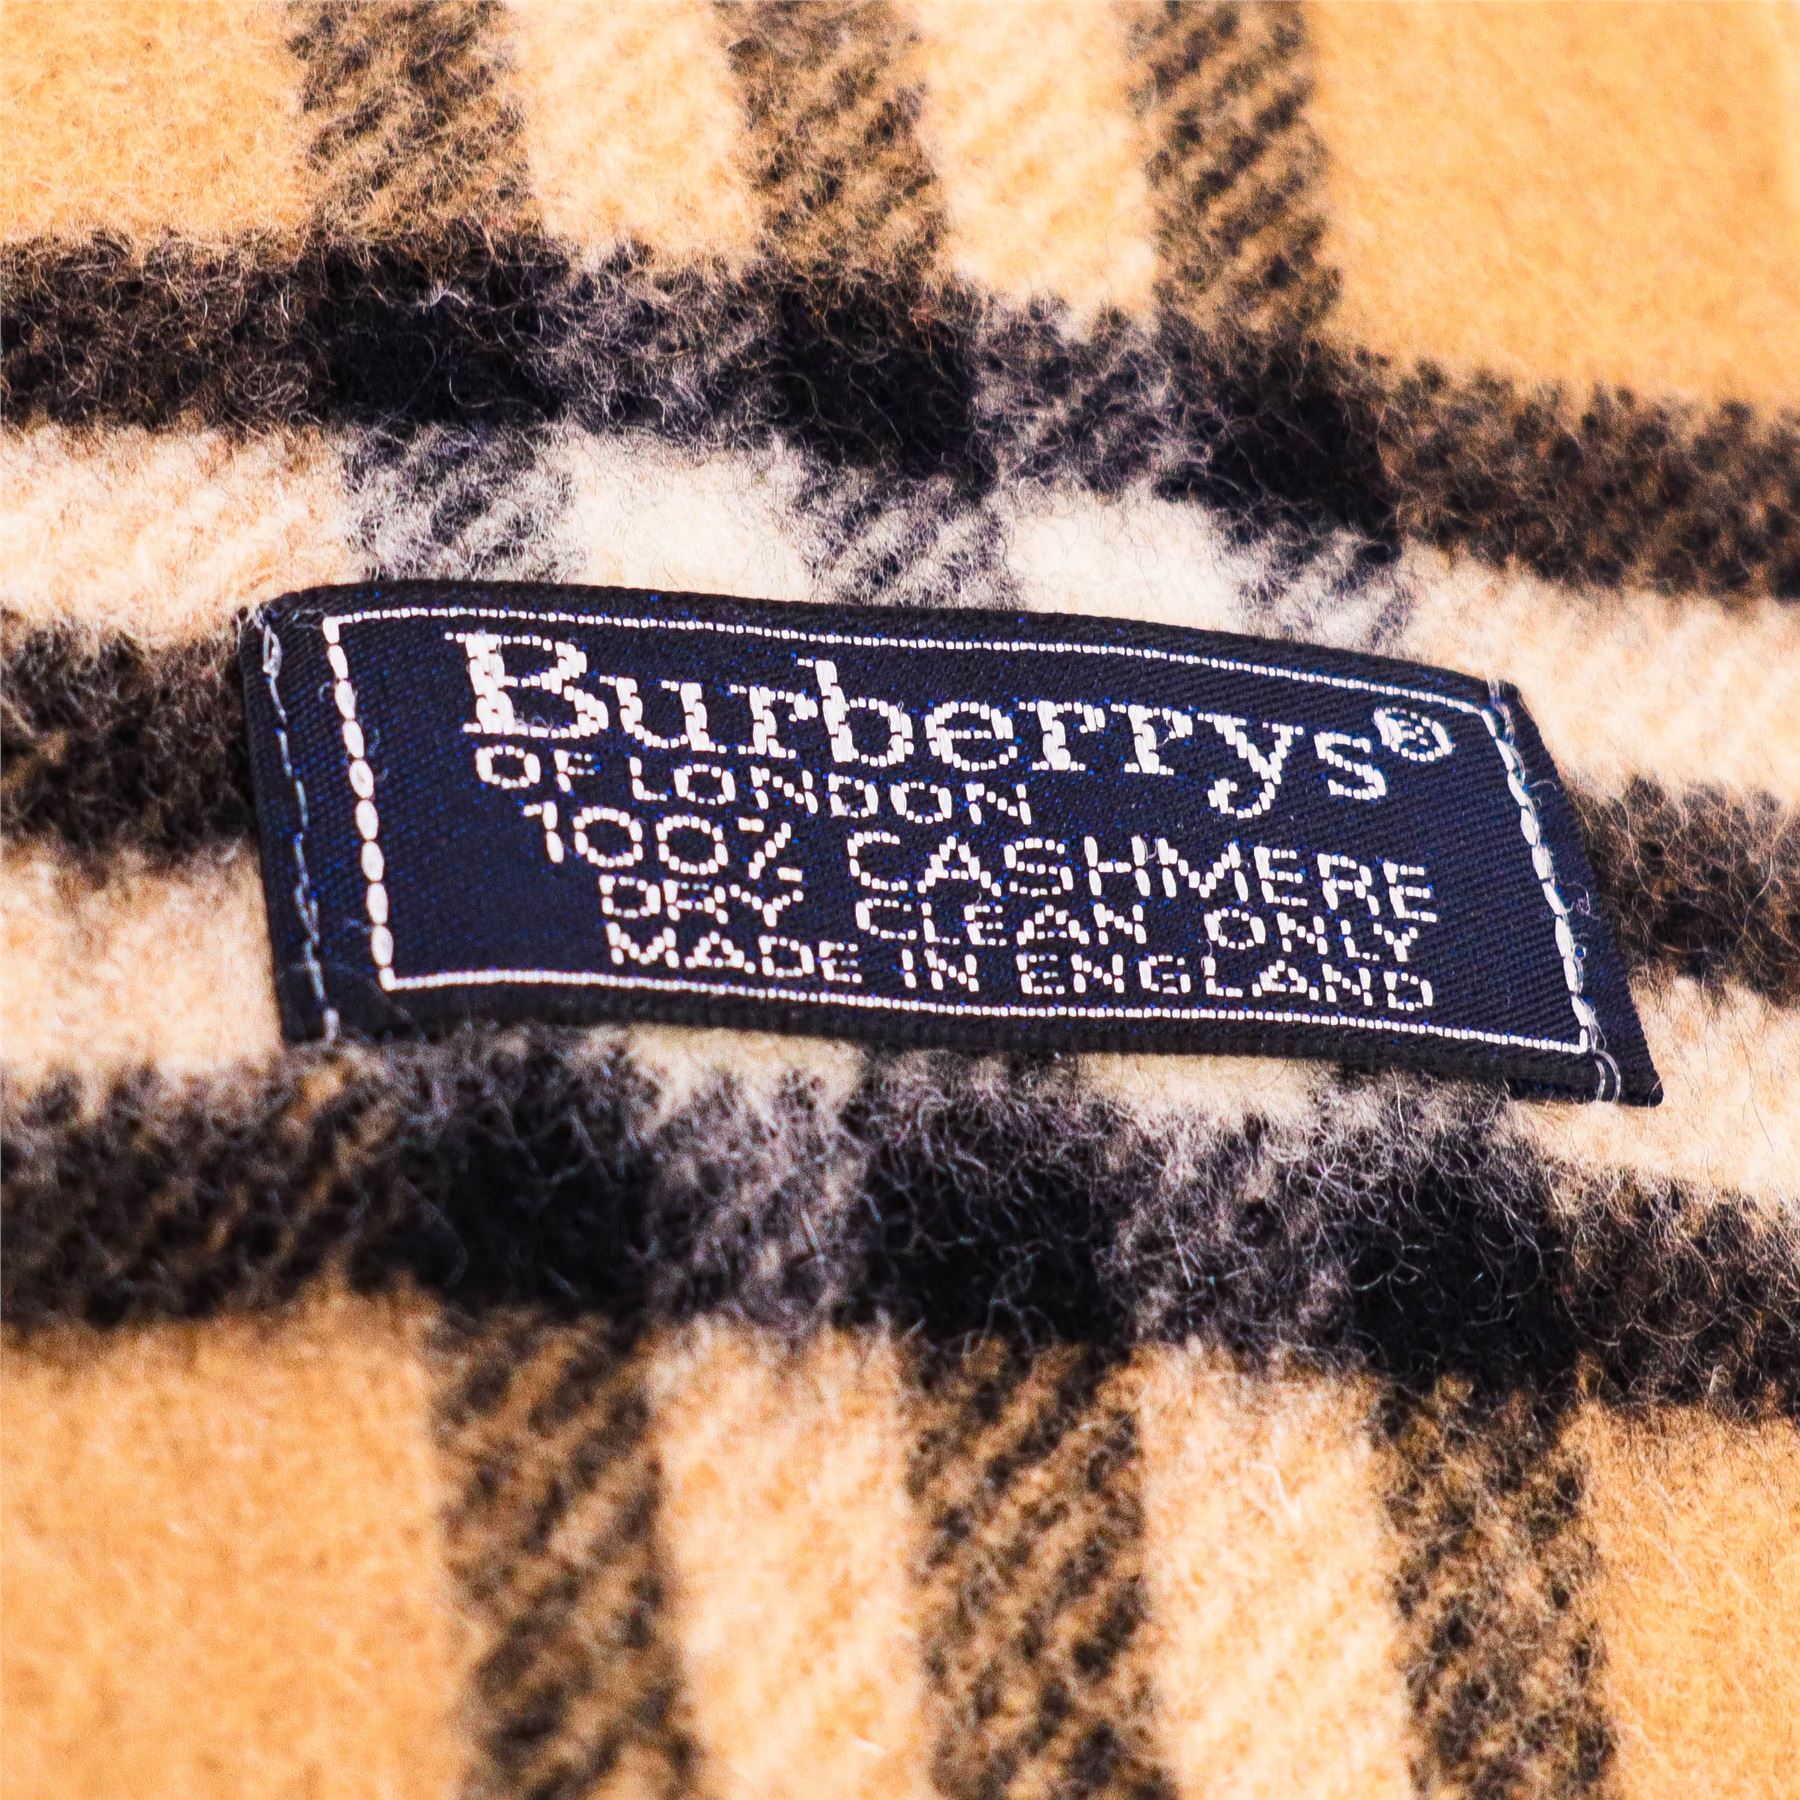 Burberrys®
OF LONDON
100% CASHMERE
DRY CLEAN ONLY
MADE IN ENGLAND